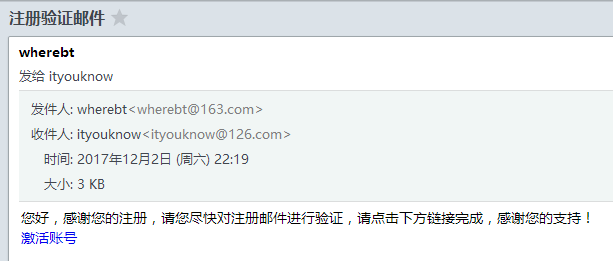 注册验证邮件
wherebt
发给 ityouknow
发件人: wherebt<wherebt@163.com>
收件人: ityouknow<ityouknow@126.com>
时间: 2017年12月2日 (周六) 22:19
大小: 3 KB
您好，感谢您的注册，请您尽快对注册邮件进行验证，请点击下方链接完成，感谢您的支持！
激活账号